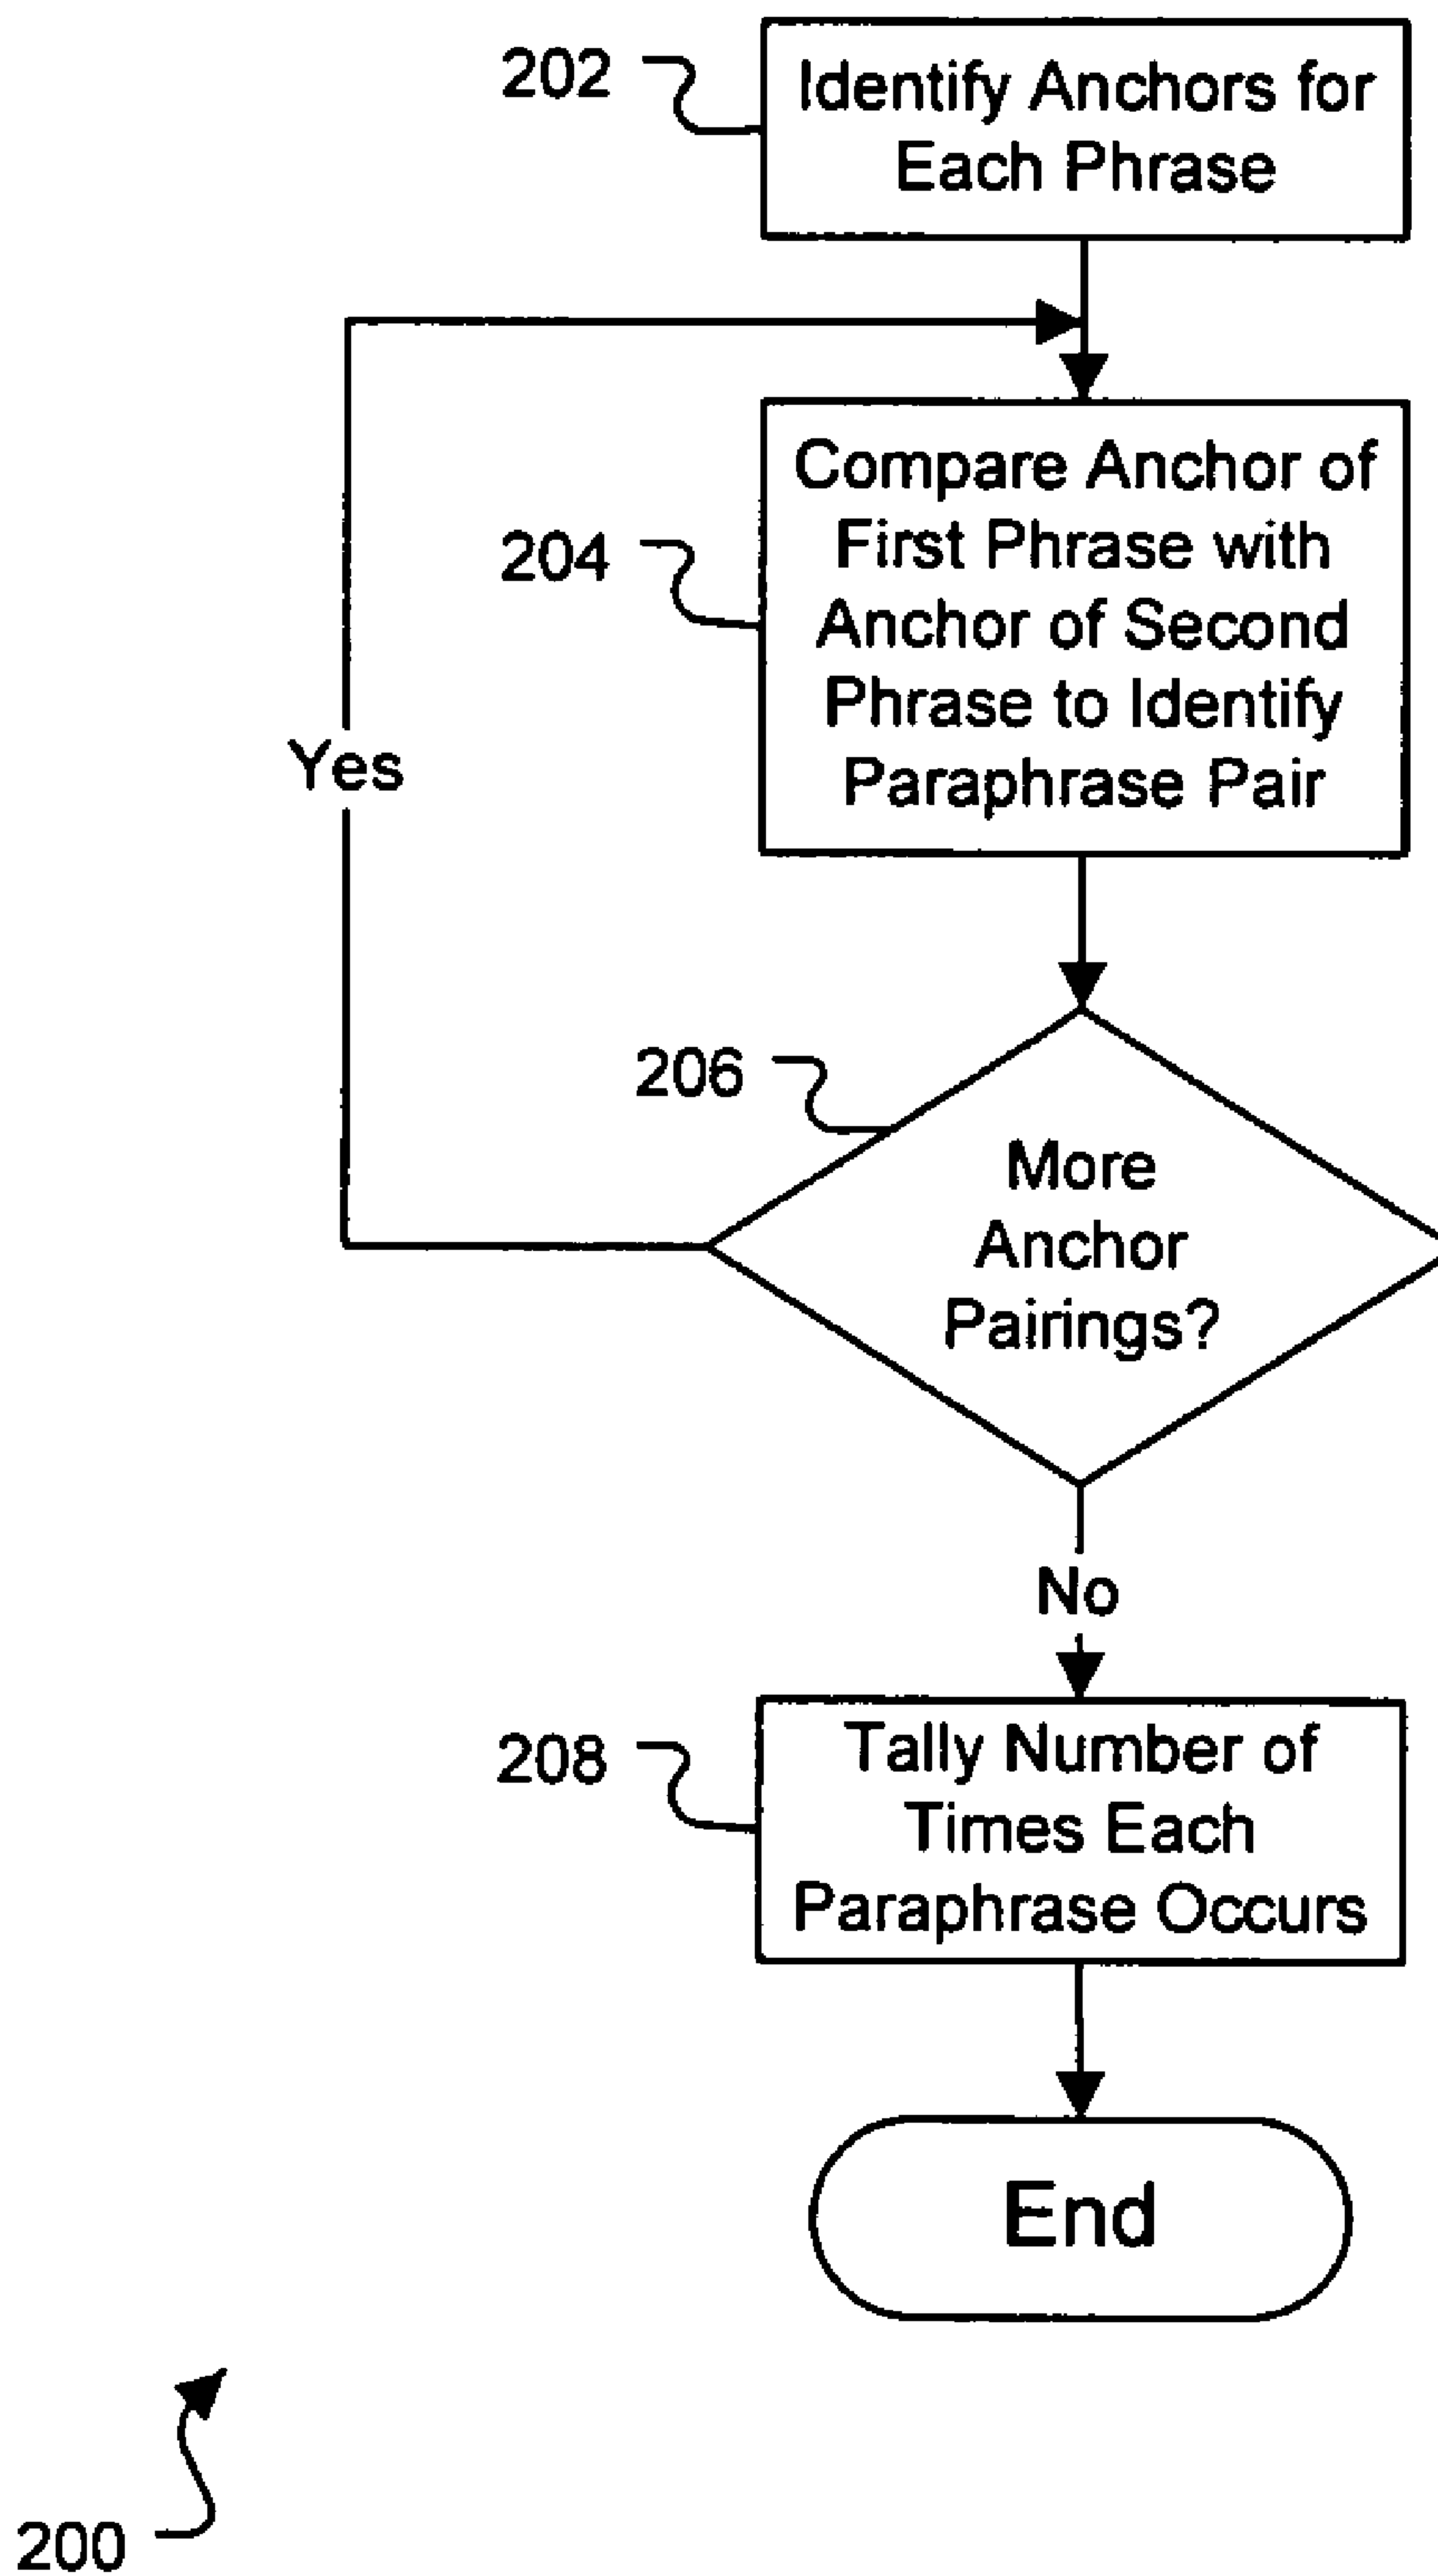 202
Identify Anchors for
Each Phrase
204
Compare Anchor of
First Phrase with
Anchor of Second
Phrase to Identify
Paraphrase Pair
Yes
206
More
Anchor
Pairings?
No
208
Tally Number of
Times Each
Paraphrase Occurs
End
200